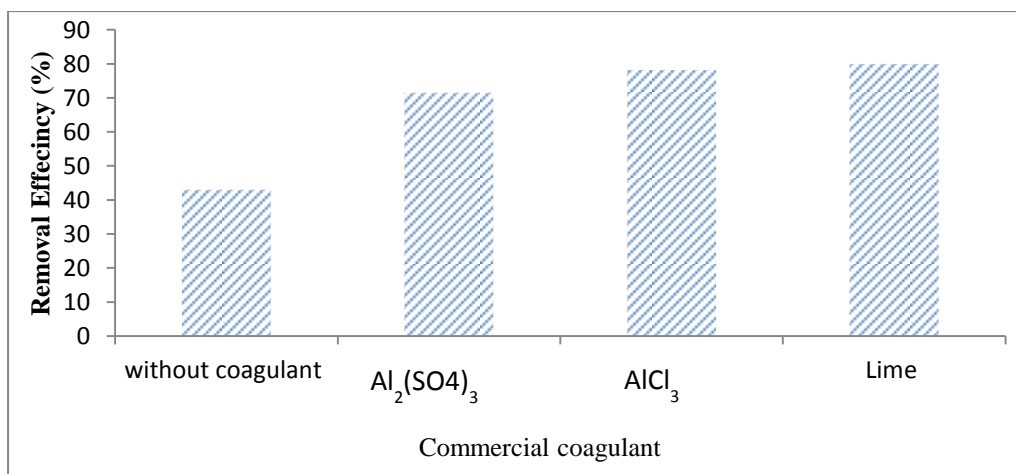 Removal Effecincy (%)
90
80
70
60
50
40
30
20
10
0
without coagulant
Al₂(SO4)₃
AlCl₃
Lime
Commercial coagulant